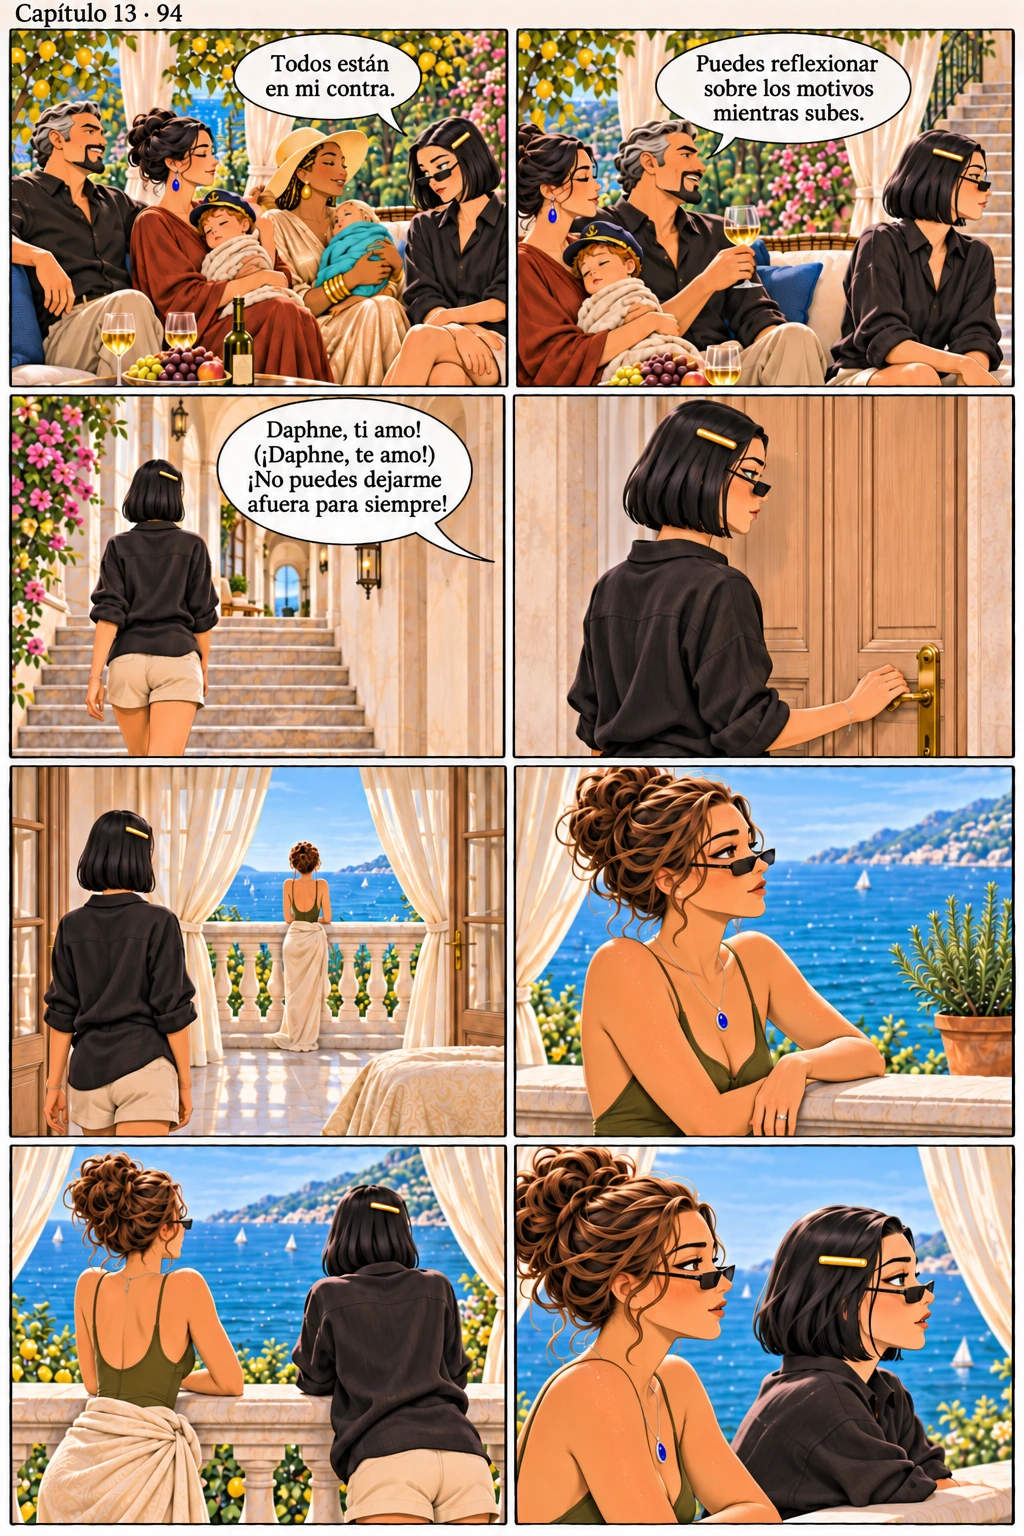 Capítulo 13 · 94
Todos están
en mi contra.
Puedes reflexionar
sobre los motivos
mientras subes.
Daphne, ti amo!
(¡Daphne, te amo!)
¡No puedes dejarme
afuera para siempre!